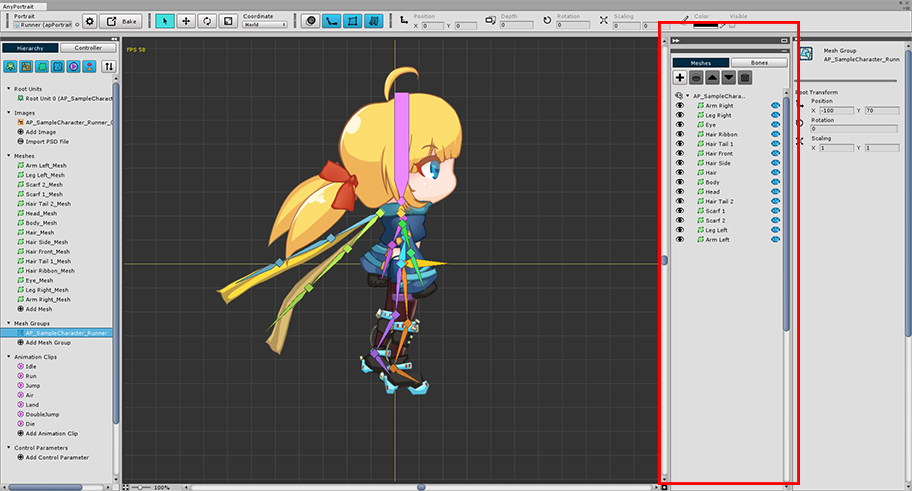 AnyPortrait
Portrait
Runner (apPortrait)
Bake
Coordinate
World
Position
X 0 Y 0
Depth
0
Rotation
0
Scaling
0 0
Color
Visible
Hierarchy
Controller
Root Units
Root Unit 0 (AP_SampleCharact
Images
AP_SampleCharacter_Runner_0
Add Image
Import PSD File
Meshes
Arm Left_Mesh
Leg Left_Mesh
Scarf 2_Mesh
Scarf 1_Mesh
Hair Tail 2_Mesh
Head_Mesh
Body_Mesh
Hair_Mesh
Hair Side_Mesh
Hair Front_Mesh
Hair Tail 1_Mesh
Hair Ribbon_Mesh
Eye_Mesh
Leg Right_Mesh
Arm Right_Mesh
Add Mesh
Mesh Groups
AP_SampleCharacter_Runner
Add Mesh Group
Animation Clips
Idle
Run
Jump
Air
Land
DoubleJump
Die
Add Animation Clip
Control Parameters
Add Control Parameter
FPS 58
100%
Meshes
Bones
AP_SampleChara...
Arm Right
Leg Right
Eye
Hair Ribbon
Hair Tail 1
Hair Front
Hair Side
Hair
Body
Head
Hair Tail 2
Scarf 1
Scarf 2
Leg Left
Arm Left
Mesh Group
AP_SampleCharacter_Runn
Root Transform
Position
X -100 Y 70
Rotation
0
Scaling
X 1 Y 1